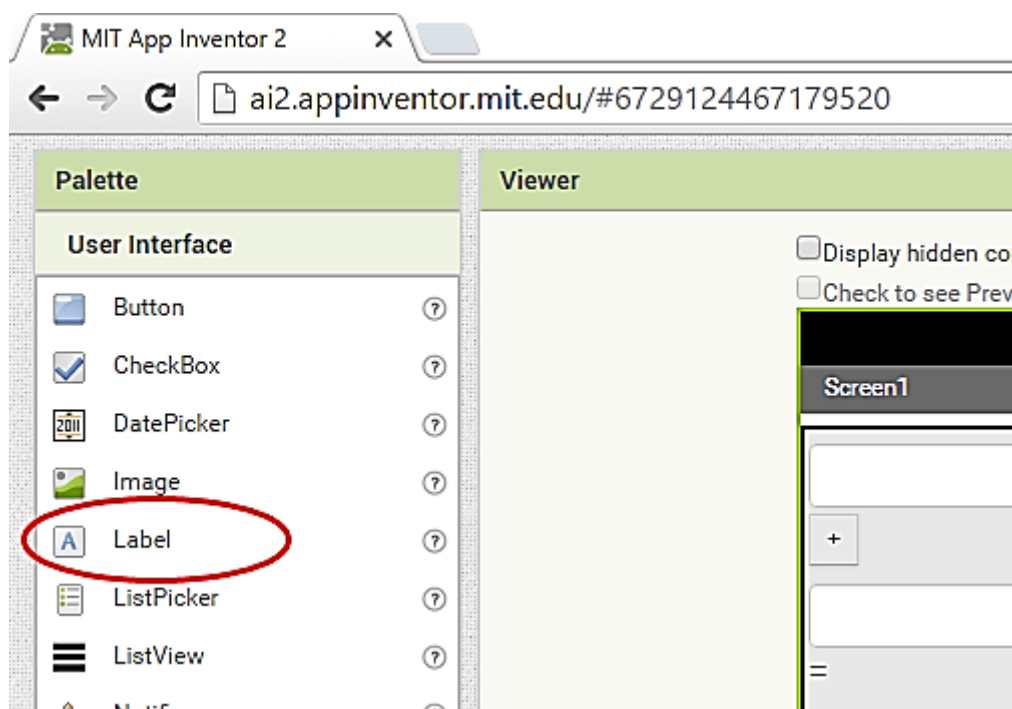 MIT App Inventor 2
ai2.appinventor.mit.edu/#6729124467179520
Palette
User Interface
Button
CheckBox
2011
DatePicker
Image
A
Label
ListPicker
ListView
Viewer
Display hidden co
Check to see Prev
Screen1
+
=